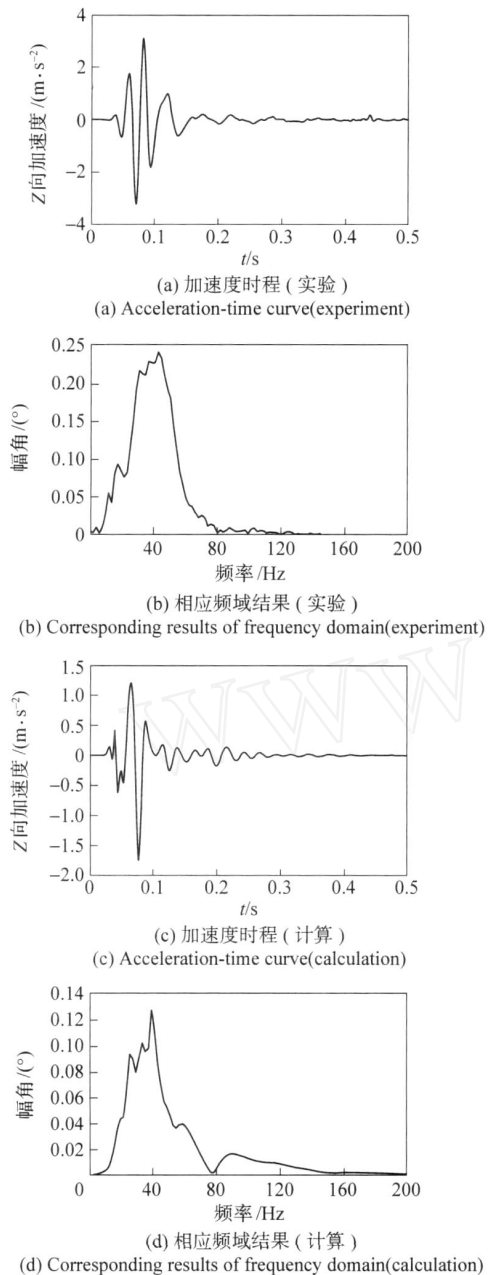 4
2
0
−2
−4
Z向加速度/(m·s⁻²)
0 0.1 0.2 0.3 0.4 0.5
t/s
(a) 加速度时程 ( 实验 )
(a) Acceleration-time curve(experiment)
0.25
0.20
0.15
0.10
0.05
0
幅角/(°)
40 80 120 160 200
频率/Hz
(b) 相应频域结果 ( 实验 )
(b) Corresponding results of frequency domain(experiment)
1.5
1.0
0.5
0
−0.5
−1.0
−1.5
−2.0
Z向加速度/(m·s⁻²)
0 0.1 0.2 0.3 0.4 0.5
t/s
(c) 加速度时程 ( 计算 )
(c) Acceleration-time curve(calculation)
0.14
0.12
0.10
0.08
0.06
0.04
0.02
幅角/(°)
0 40 80 120 160 200
频率/Hz
(d) 相应频域结果 ( 计算 )
(d) Corresponding results of frequency domain(calculation)
WWW